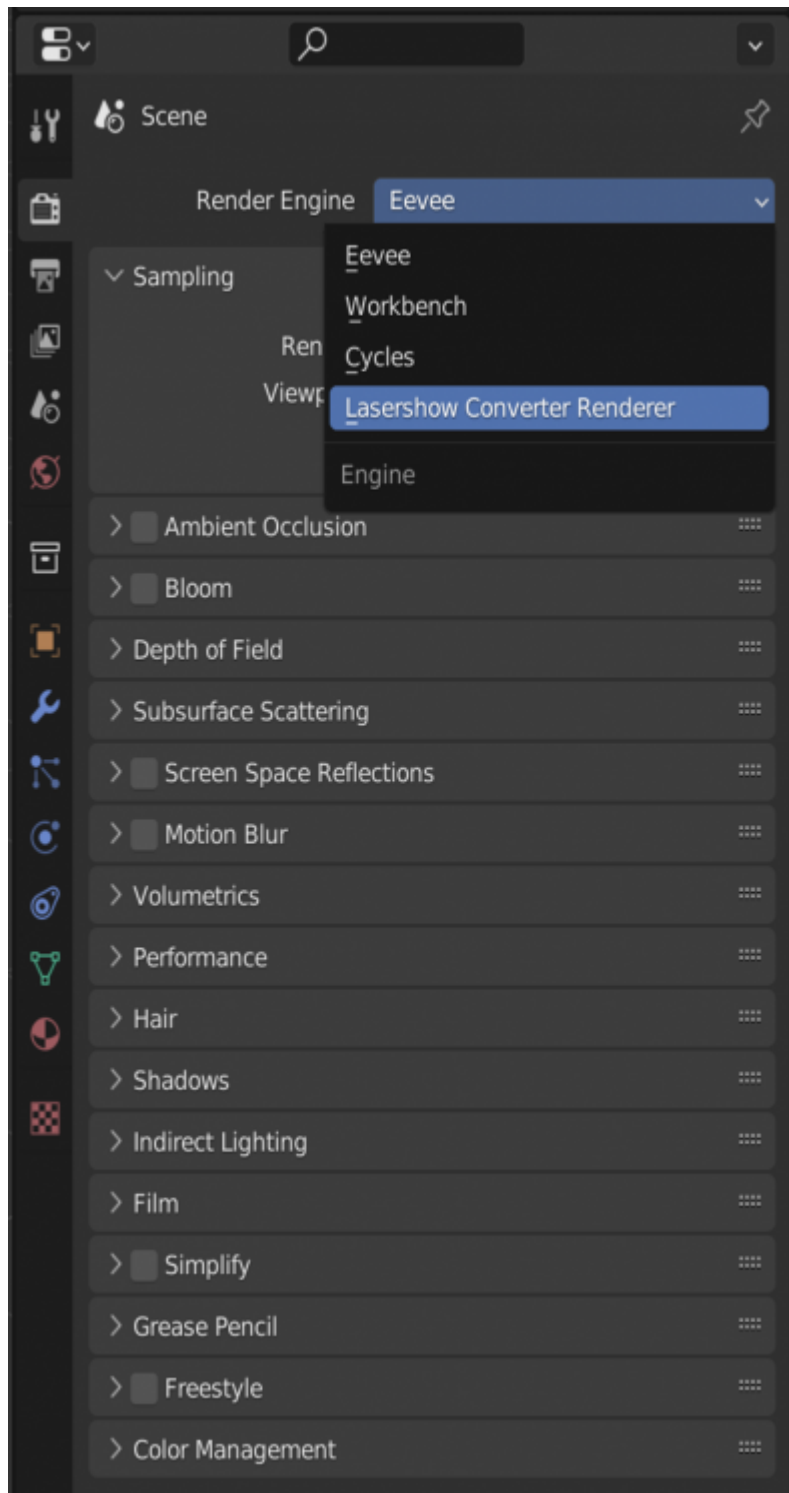 Scene
Render Engine Eevee
Eevee
Sampling
Workbench
Ren
Cycles
Viewp
Lasershow Converter Renderer
Engine
Ambient Occlusion
Bloom
Depth of Field
Subsurface Scattering
Screen Space Reflections
Motion Blur
Volumetrics
Performance
Hair
Shadows
Indirect Lighting
Film
Simplify
Grease Pencil
Freestyle
Color Management